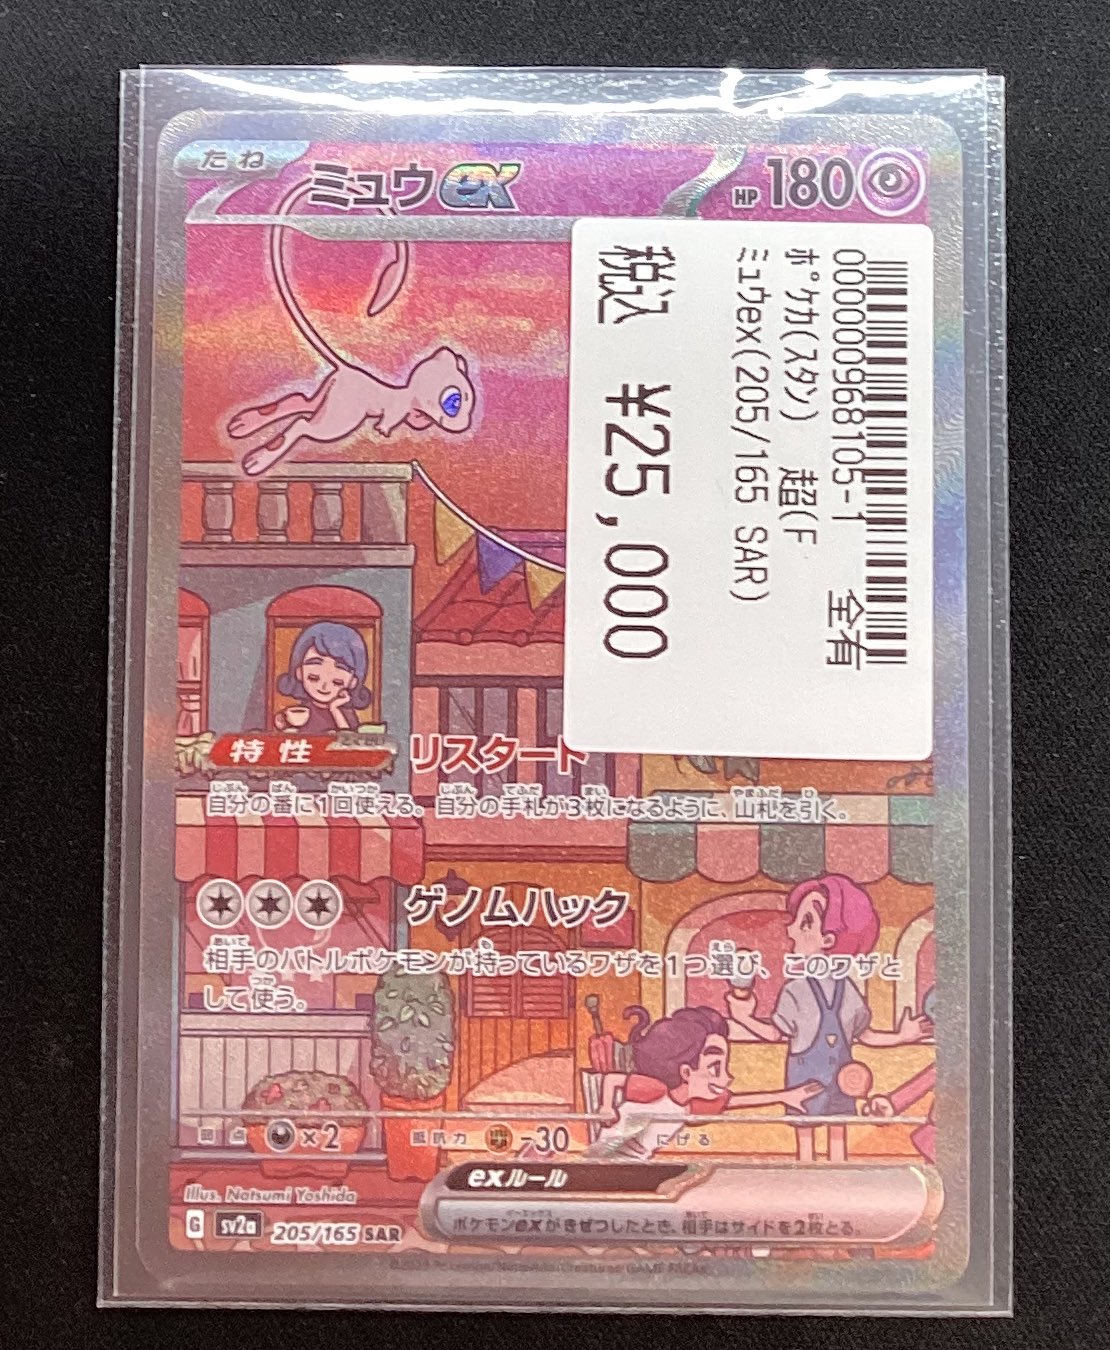 たね
ミュウex
HP 180
000000968105-1 全有
ポケカ(スタン) 超(F
ミュウex(205/165 SAR)
税込 ¥25,000
特性 リスタート
自分の番に1回使える。自分の手札が3枚になるように、山札を引く。
ゲノムハック
相手のバトルポケモンが持っているワザを1つ選び、このワザと
して使う。
弱点 ×2 抵抗力 -30 にげる
exルール
ポケモンexがきぜつしたとき、相手はサイドを2枚とる。
Illus. Natsumi Yoshida
G sv2a 205/165 SAR